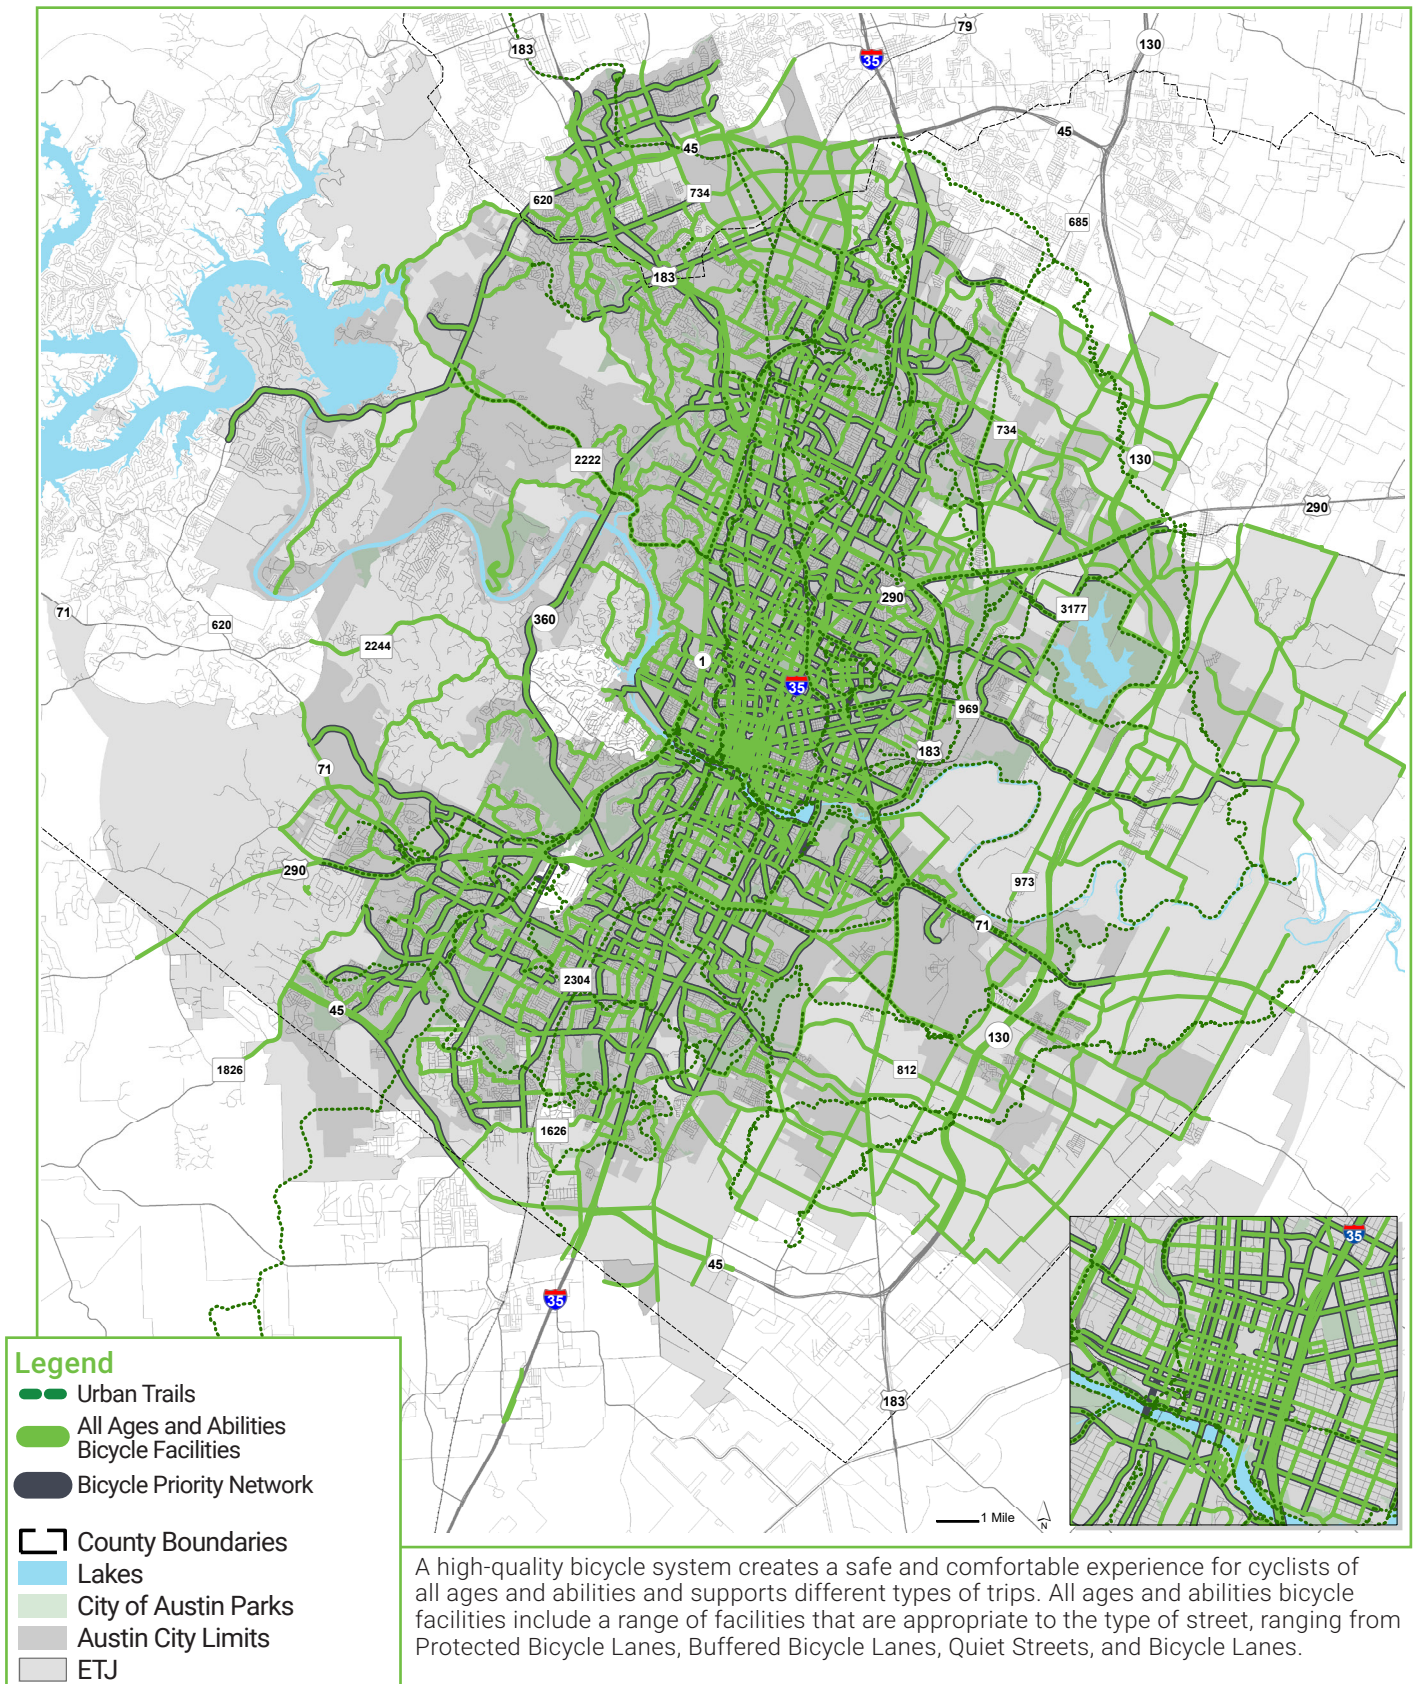 183
79
35
130
45
45
620
734
685
183
734
2222
130
290
71
620
360
290
3177
2244
1
35
969
183
71
290
973
71
2304
45
130
1826
812
1626
45
35
183
35
1 Mile
N
Legend
Urban Trails
All Ages and Abilities
Bicycle Facilities
Bicycle Priority Network
County Boundaries
Lakes
City of Austin Parks
Austin City Limits
ETJ
A high-quality bicycle system creates a safe and comfortable experience for cyclists of
all ages and abilities and supports different types of trips. All ages and abilities bicycle
facilities include a range of facilities that are appropriate to the type of street, ranging from
Protected Bicycle Lanes, Buffered Bicycle Lanes, Quiet Streets, and Bicycle Lanes.